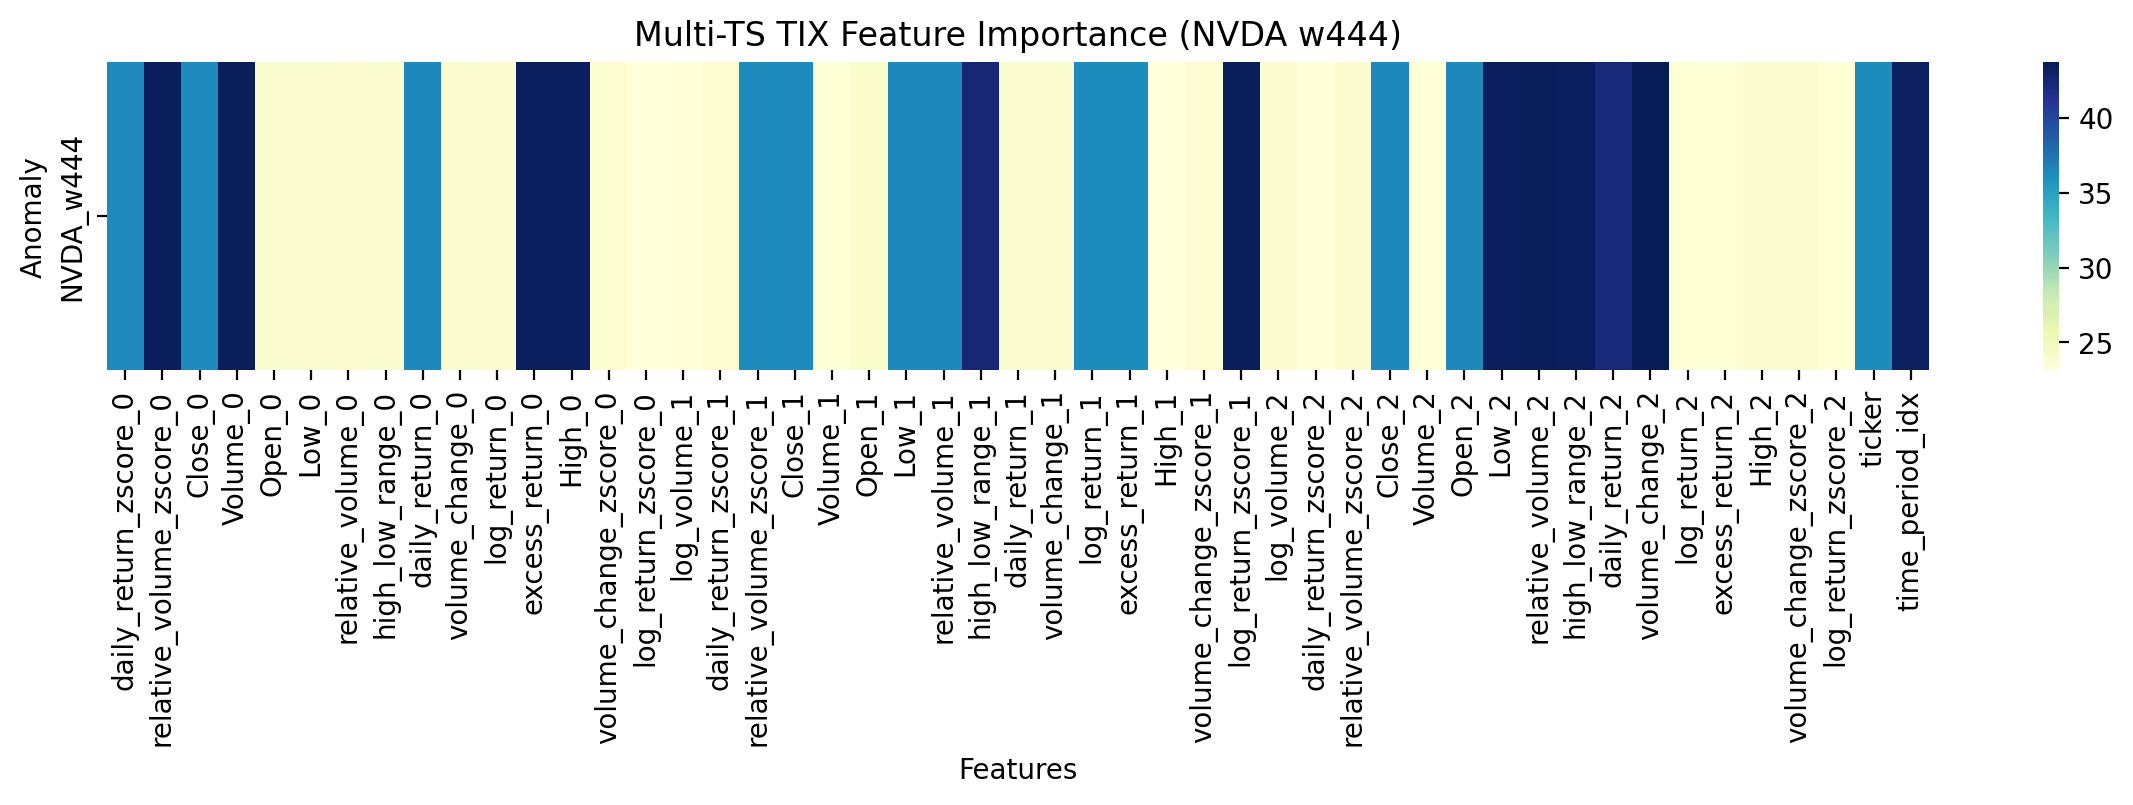 Multi-TS TIX Feature Importance (NVDA w444)
Anomaly
NVDA_w444
40
35
30
25
daily_return_zscore_0
relative_volume_zscore_0
Close_0
Volume_0
Open_0
Low_0
relative_volume_0
high_low_range_0
daily_return_0
volume_change_0
log_return_0
excess_return_0
High_0
volume_change_zscore_0
log_return_zscore_0
log_volume_1
daily_return_zscore_1
relative_volume_zscore_1
Close_1
Volume_1
Open_1
Low_1
relative_volume_1
high_low_range_1
daily_return_1
volume_change_1
log_return_1
excess_return_1
High_1
volume_change_zscore_1
log_return_zscore_1
log_volume_2
daily_return_zscore_2
relative_volume_zscore_2
Close_2
Volume_2
Open_2
Low_2
relative_volume_2
high_low_range_2
daily_return_2
volume_change_2
log_return_2
excess_return_2
High_2
volume_change_zscore_2
log_return_zscore_2
ticker
time_period_idx
Features